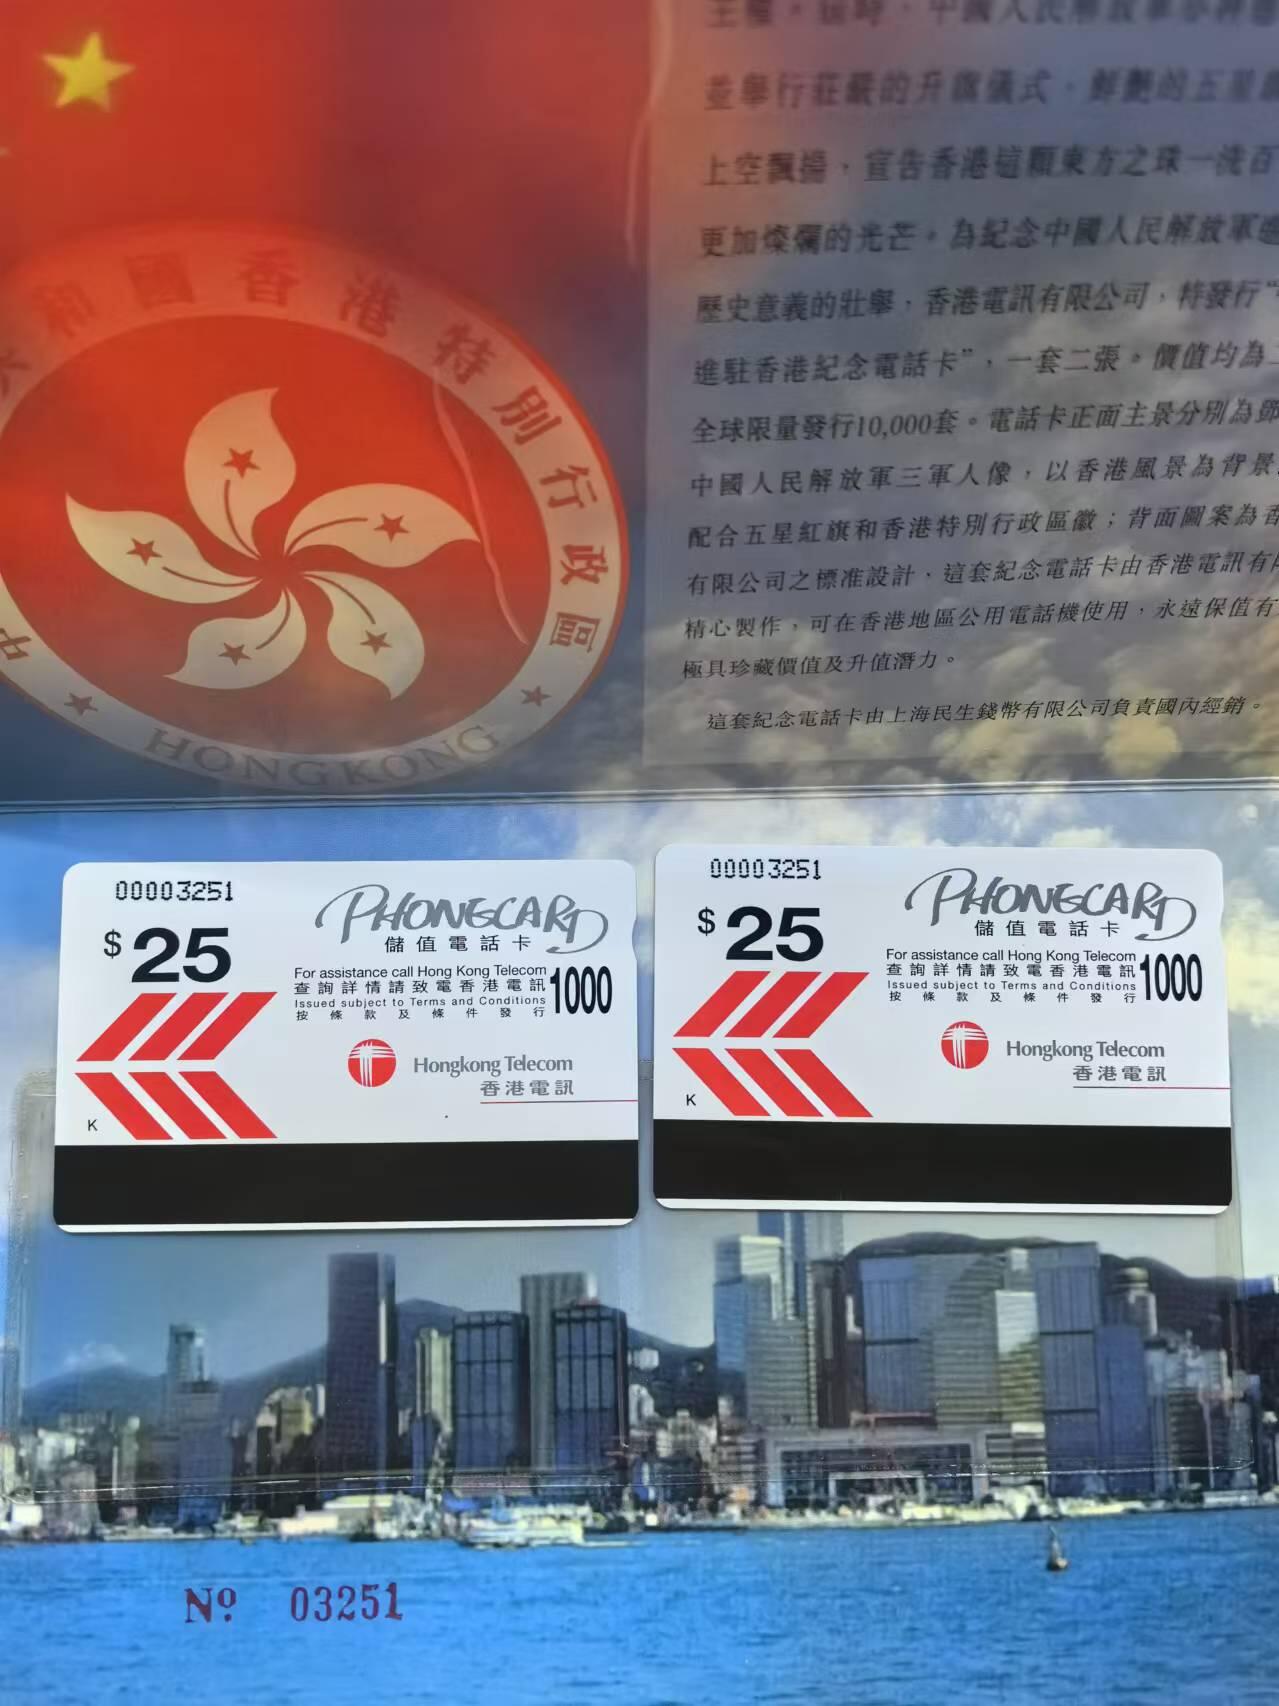 並舉行莊嚴的升旗儀式，鮮艷的五星
上空飄揚，宣告香港這顆東方之珠一洗百
更加燦爛的光芒。為紀念中國人民解放軍進
歷史意義的壯舉，香港電訊有限公司，特發行"
進駐香港紀念電話卡"，一套二張。價值均為
全球限量發行10,000套。電話卡正面主景分別為鄧
中國人民解放軍三軍人像，以香港風景為背景
配合五星紅旗和香港特別行政區徽；背面圖案為香
有限公司之標准設計、這套紀念電話卡由香港電訊有限
精心製作，可在香港地區公用電話機使用，永遠保值有
極具珍藏價值及升值潛力。
這套紀念電話卡由上海民生錢幣有限公司負責國內經銷。
和國香港特別行政區
中
HONG KONG
00003251
$25
PHONECARD
儲值電話卡
For assistance call Hong Kong Telecom
查詢詳情請致電香港電訊
1000
Issued subject to Terms and Conditions
按條款及條件發行
Hongkong Telecom
香港電訊
K
00003251
$25
PHONECARD
儲值電話卡
For assistance call Hong Kong Telecom
查詢詳情請致電香港電訊
1000
Issued subject to Terms and Conditions
按條款及條件發行
Hongkong Telecom
香港電訊
K
Nº 03251